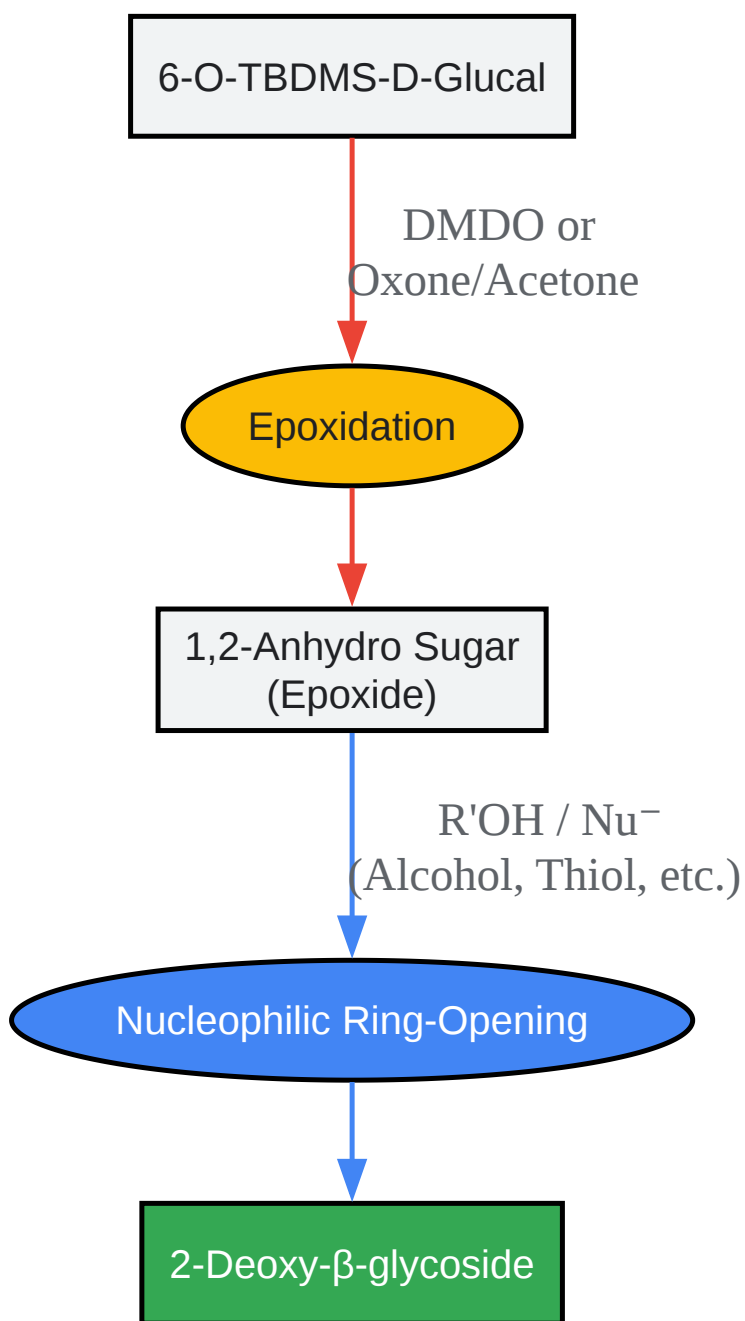 6-O-TBDMS-D-Glucal
DMDO or
Oxone/Acetone
Epoxidation
1,2-Anhydro Sugar
(Epoxide)
R'OH / Nu⁻
(Alcohol, Thiol, etc.)
Nucleophilic Ring-Opening
2-Deoxy-β-glycoside